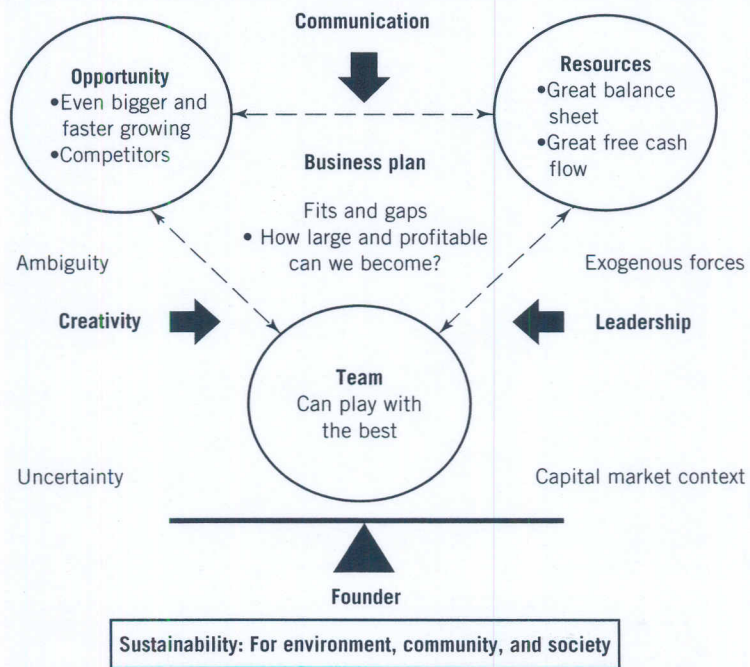 Communication
Opportunity
•Even bigger and
faster growing
•Competitors
Resources
•Great balance
sheet
•Great free cash
flow
Business plan
Fits and gaps
• How large and profitable
can we become?
Ambiguity
Exogenous forces
Creativity
Leadership
Team
Can play with
the best
Uncertainty
Capital market context
Founder
Sustainability: For environment, community, and society